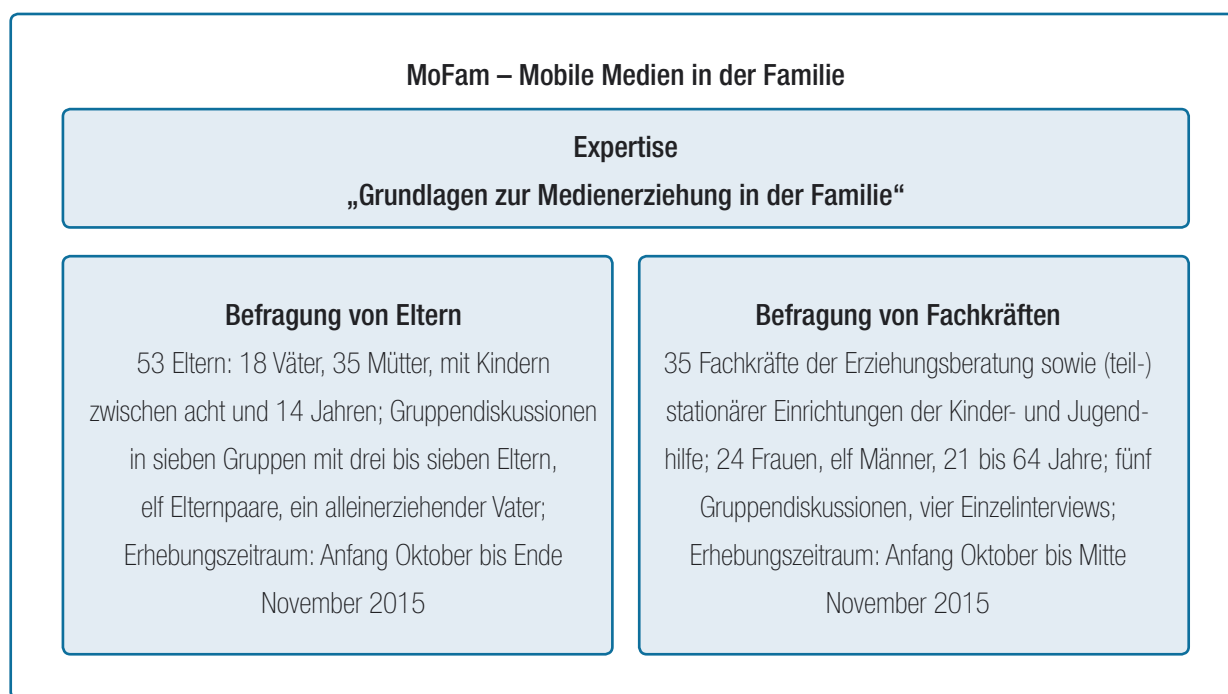 MoFam – Mobile Medien in der Familie
Expertise
„Grundlagen zur Medienerziehung in der Familie“
Befragung von Eltern
53 Eltern: 18 Väter, 35 Mütter, mit Kindern
zwischen acht und 14 Jahren; Gruppendiskussionen
in sieben Gruppen mit drei bis sieben Eltern,
elf Elternpaare, ein alleinerziehender Vater;
Erhebungszeitraum: Anfang Oktober bis Ende
November 2015
Befragung von Fachkräften
35 Fachkräfte der Erziehungsberatung sowie (teil-)
stationärer Einrichtungen der Kinder- und Jugend-
hilfe; 24 Frauen, elf Männer, 21 bis 64 Jahre; fünf
Gruppendiskussionen, vier Einzelinterviews;
Erhebungszeitraum: Anfang Oktober bis Mitte
November 2015